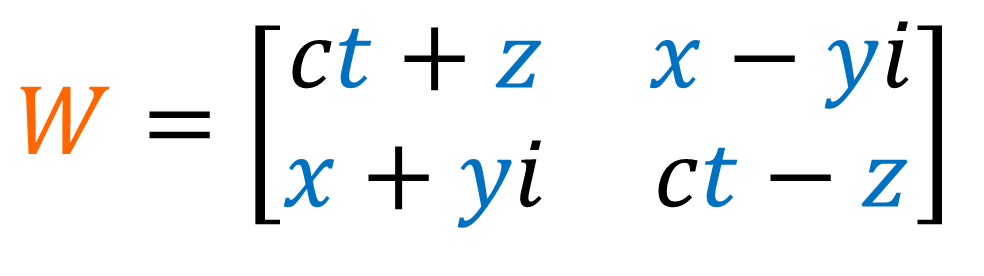 W = [ct + z x − yi
x + yi ct − z]